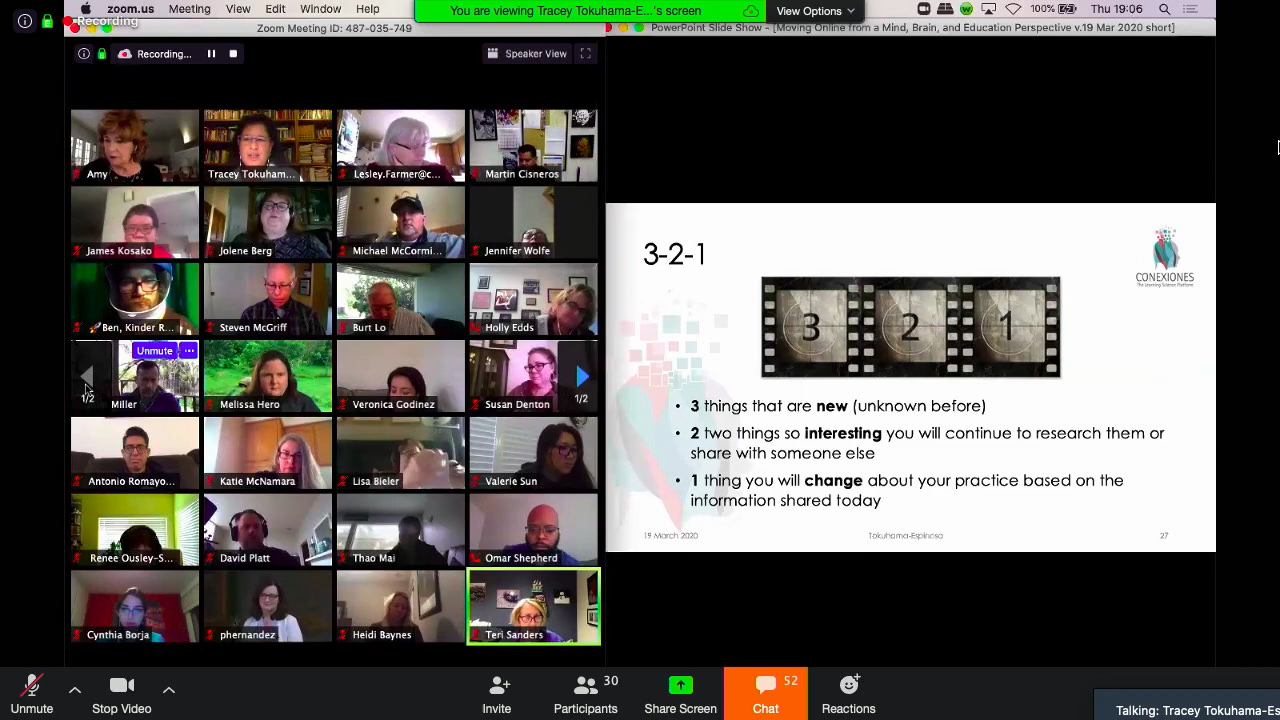 zoom.us Meeting View Edit Window Help
You are viewing Tracey Tokuhama-E...'s screen
View Options
100%
Thu 19:06
Recording
Zoom Meeting ID: 487-035-749
PowerPoint Slide Show - [Moving Online from a Mind, Brain, and Education Perspective v.19 Mar 2020 short]
Recording...
Speaker View
Amy
Tracey Tokuham...
Lesley.Farmer@c...
Martin Cisneros
James Kosako
Jolene Berg
Michael McCormi...
Jennifer Wolfe
Ben, Kinder R...
Steven McGriff
Burt Lo
Holly Edds
Unmute ...
1/2
Miller
Melissa Hero
Veronica Godinez
Susan Denton
1/2
Antonio Romayo...
Katie McNamara
Lisa Bieler
Valerie Sun
Renee Ousley-S...
David Platt
Thao Mai
Omar Shepherd
Cynthia Borja
phernandez
Heidi Baynes
Teri Sanders
3-2-1
CONEXIONES
The Learning Science Platform
3 2 1
• 3 things that are new (unknown before)
• 2 two things so interesting you will continue to research them or
share with someone else
• 1 thing you will change about your practice based on the
information shared today
19 March 2020
Tokuhama-Espinosa
27
Unmute
Stop Video
Invite
Participants
30
Share Screen
Chat
52
Reactions
Talking: Tracey Tokuhama-Es